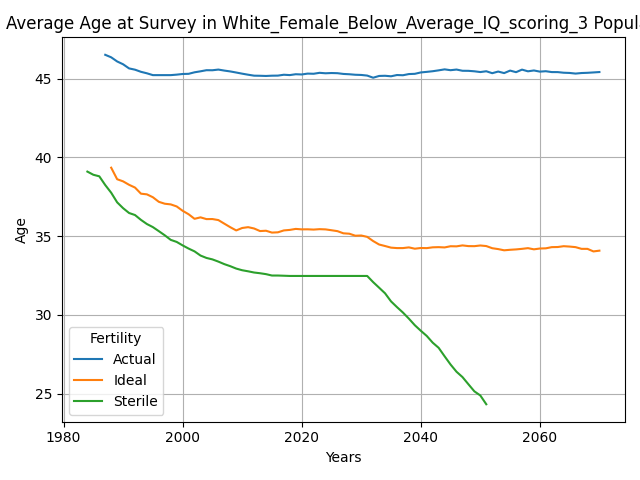 Average Age at Survey in White_Female_Below_Average_IQ_scoring_3 Popul
45
40
35
30
25
Age
Fertility
Actual
Ideal
Sterile
1980
2000
2020
2040
2060
Years